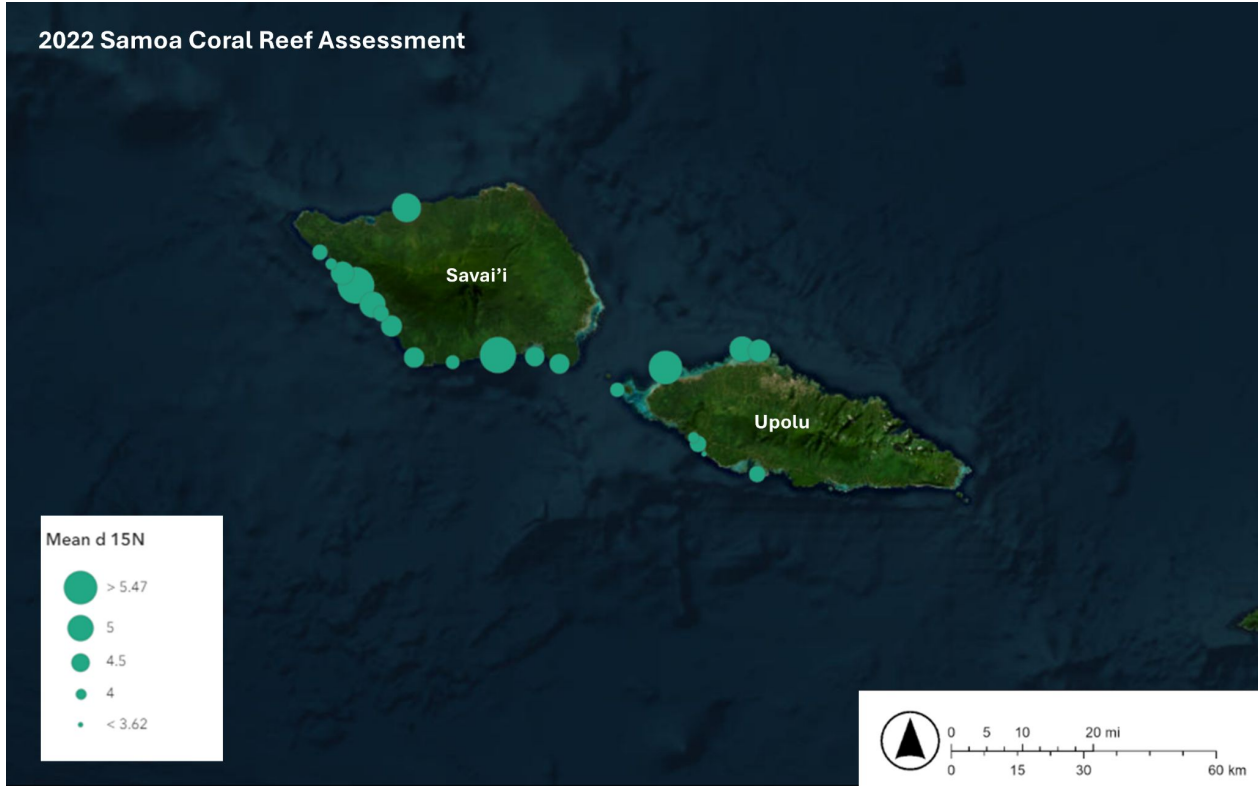 2022 Samoa Coral Reef Assessment
Savai’i
Upolu
Mean d 15N
> 5.47
5
4.5
4
< 3.62
0 5 10 20 mi
0 15 30 60 km